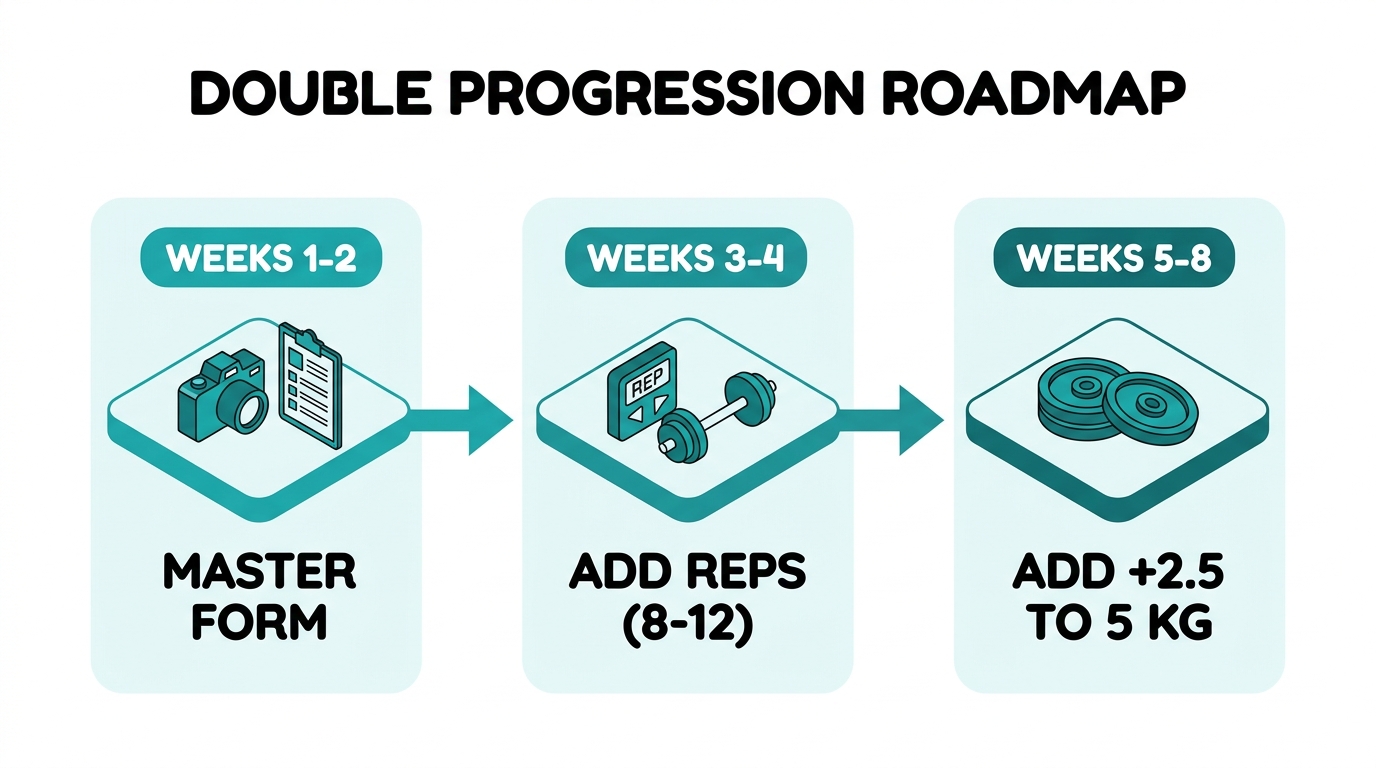 DOUBLE PROGRESSION ROADMAP
WEEKS 1-2
MASTER
FORM
WEEKS 3-4
REP
ADD REPS
(8-12)
WEEKS 5-8
ADD +2.5
TO 5 KG